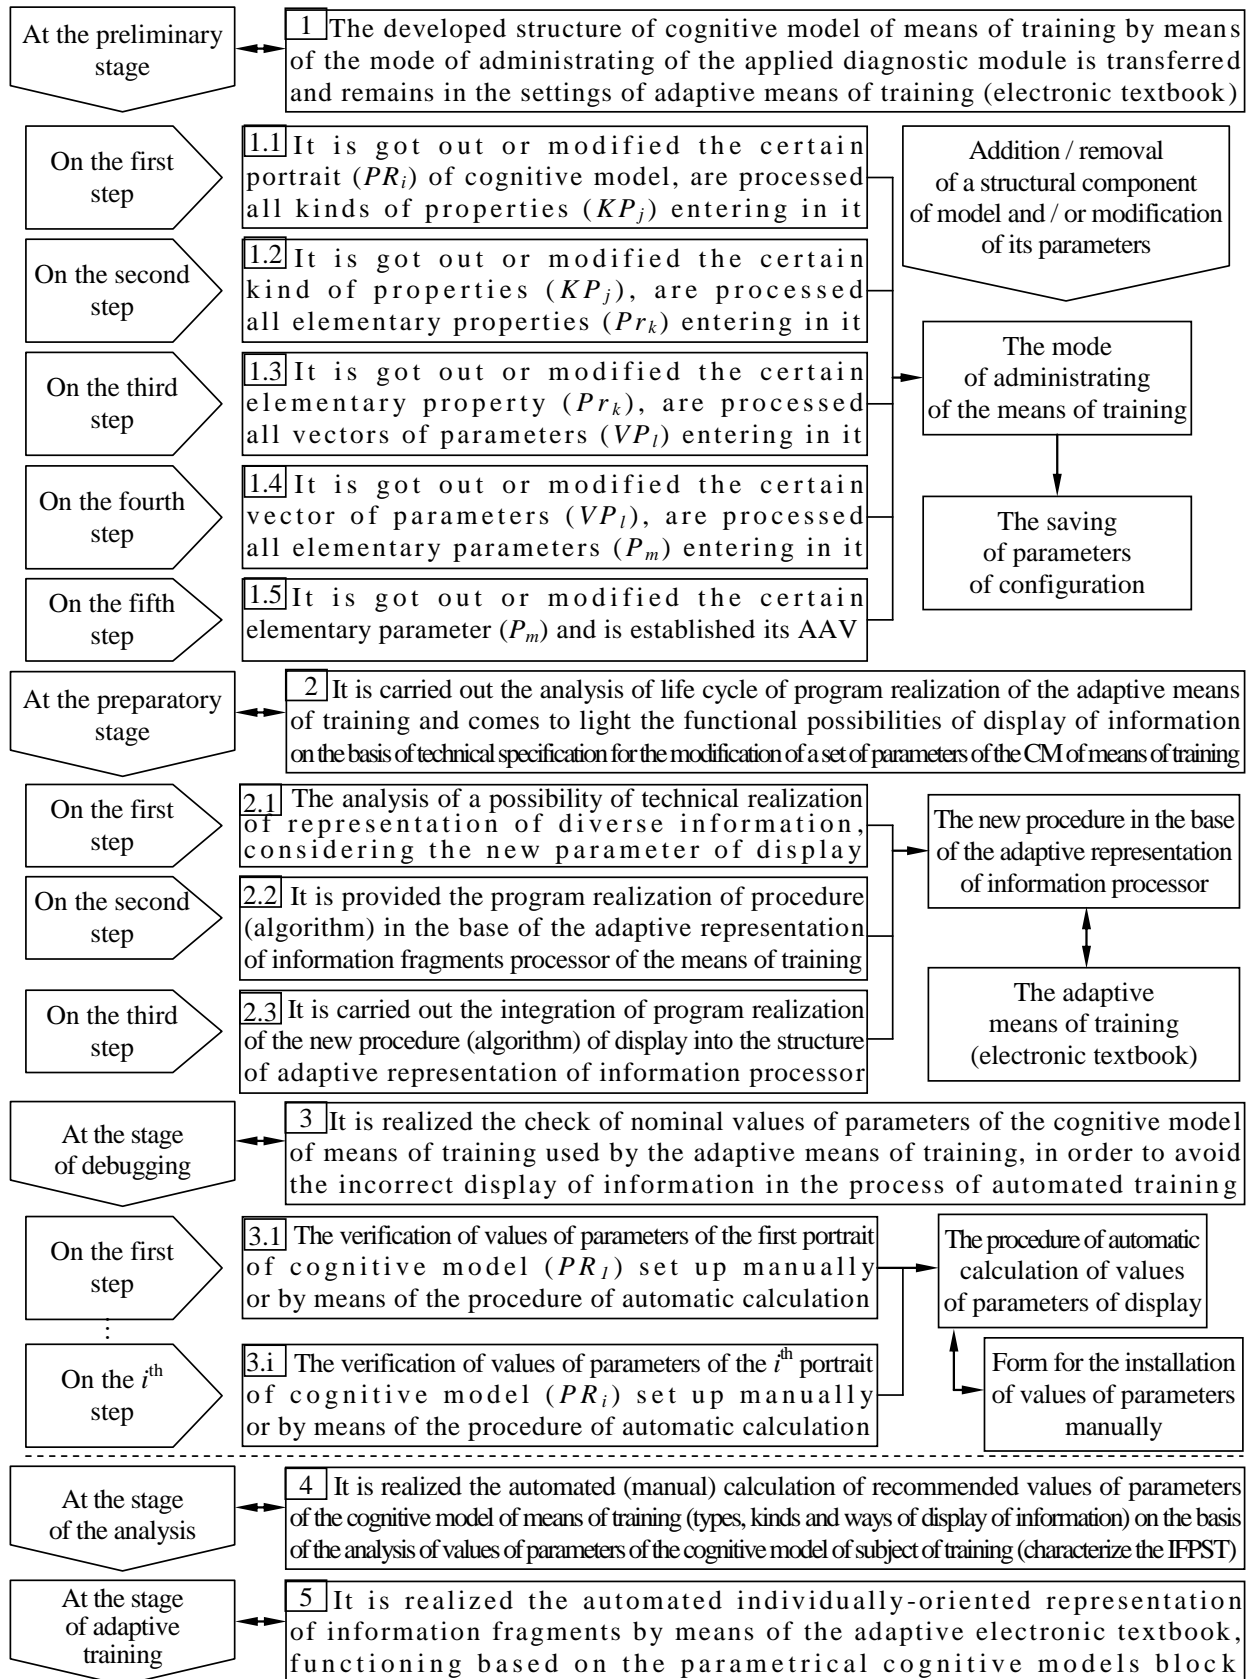 At the preliminary
stage
1 The developed structure of cognitive model of means of training by means
of the mode of administrating of the applied diagnostic module is transferred
and remains in the settings of adaptive means of training (electronic textbook)
On the first
step
1.1 It is got out or modified the certain
portrait (PRi) of cognitive model, are processed
all kinds of properties (KPj) entering in it
On the second
step
1.2 It is got out or modified the certain
kind of properties (KPj), are processed
all elementary properties (Prk) entering in it
On the third
step
1.3 It is got out or modified the certain
elementary property (Prk), are processed
all vectors of parameters (VPl) entering in it
On the fourth
step
1.4 It is got out or modified the certain
vector of parameters (VPl), are processed
all elementary parameters (Pm) entering in it
On the fifth
step
1.5 It is got out or modified the certain
elementary parameter (Pm) and is established its AAV
Addition / removal
of a structural component
of model and / or modification
of its parameters
The mode
of administrating
of the means of training
The saving
of parameters
of configuration
At the preparatory
stage
2 It is carried out the analysis of life cycle of program realization of the adaptive means
of training and comes to light the functional possibilities of display of information
on the basis of technical specification for the modification of a set of parameters of the CM of means of training
On the first
step
2.1 The analysis of a possibility of technical realization
of representation of diverse information,
considering the new parameter of display
On the second
step
2.2 It is provided the program realization of procedure
(algorithm) in the base of the adaptive representation
of information fragments processor of the means of training
On the third
step
2.3 It is carried out the integration of program realization
of the new procedure (algorithm) of display into the structure
of adaptive representation of information processor
The new procedure in the base
of the adaptive representation
of information processor
The adaptive
means of training
(electronic textbook)
At the stage
of debugging
3 It is realized the check of nominal values of parameters of the cognitive model
of means of training used by the adaptive means of training, in order to avoid
the incorrect display of information in the process of automated training
On the first
step
3.1 The verification of values of parameters of the first portrait
of cognitive model (PR1) set up manually
or by means of the procedure of automatic calculation
⋮
On the ith
step
3.i The verification of values of parameters of the ith portrait
of cognitive model (PRi) set up manually
or by means of the procedure of automatic calculation
The procedure of automatic
calculation of values
of parameters of display
Form for the installation
of values of parameters
manually
At the stage
of the analysis
4 It is realized the automated (manual) calculation of recommended values of parameters
of the cognitive model of means of training (types, kinds and ways of display of information) on the basis
of the analysis of values of parameters of the cognitive model of subject of training (characterize the IFPST)
At the stage
of adaptive
training
5 It is realized the automated individually-oriented representation
of information fragments by means of the adaptive electronic textbook,
functioning based on the parametrical cognitive models block